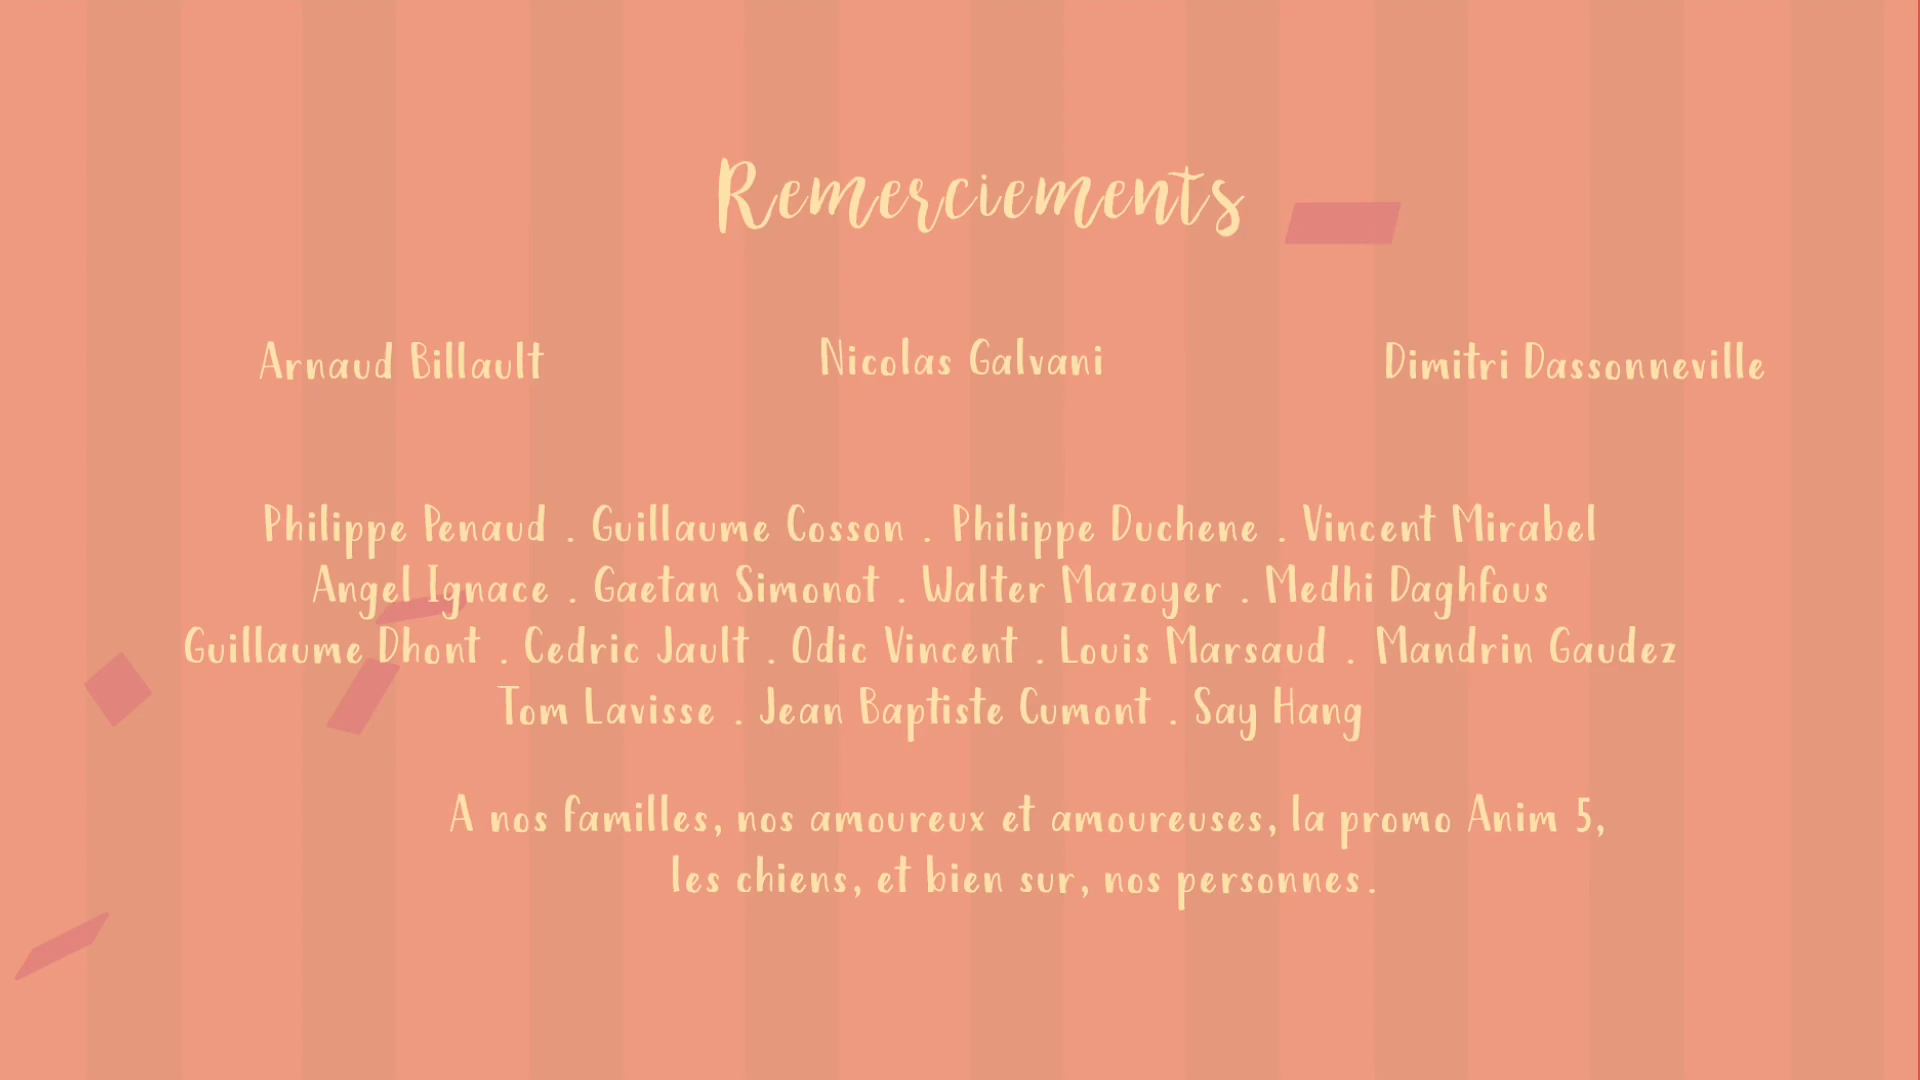 Remerciements
Arnaud Billault Nicolas Galvani Dimitri Dassonneville
Philippe Penaud . Guillaume Cosson . Philippe Duchene . Vincent Mirabel
Angel Ignace . Gaetan Simonot . Walter Mazoyer . Medhi Daghfous
Guillaume Dhont . Cedric Jault . Odic Vincent . Louis Marsaud . Mandrin Gaudez
Tom Lavisse . Jean Baptiste Cumont . Say Hang
A nos familles, nos amoureux et amoureuses, la promo Anim 5,
les chiens, et bien sur, nos personnes.